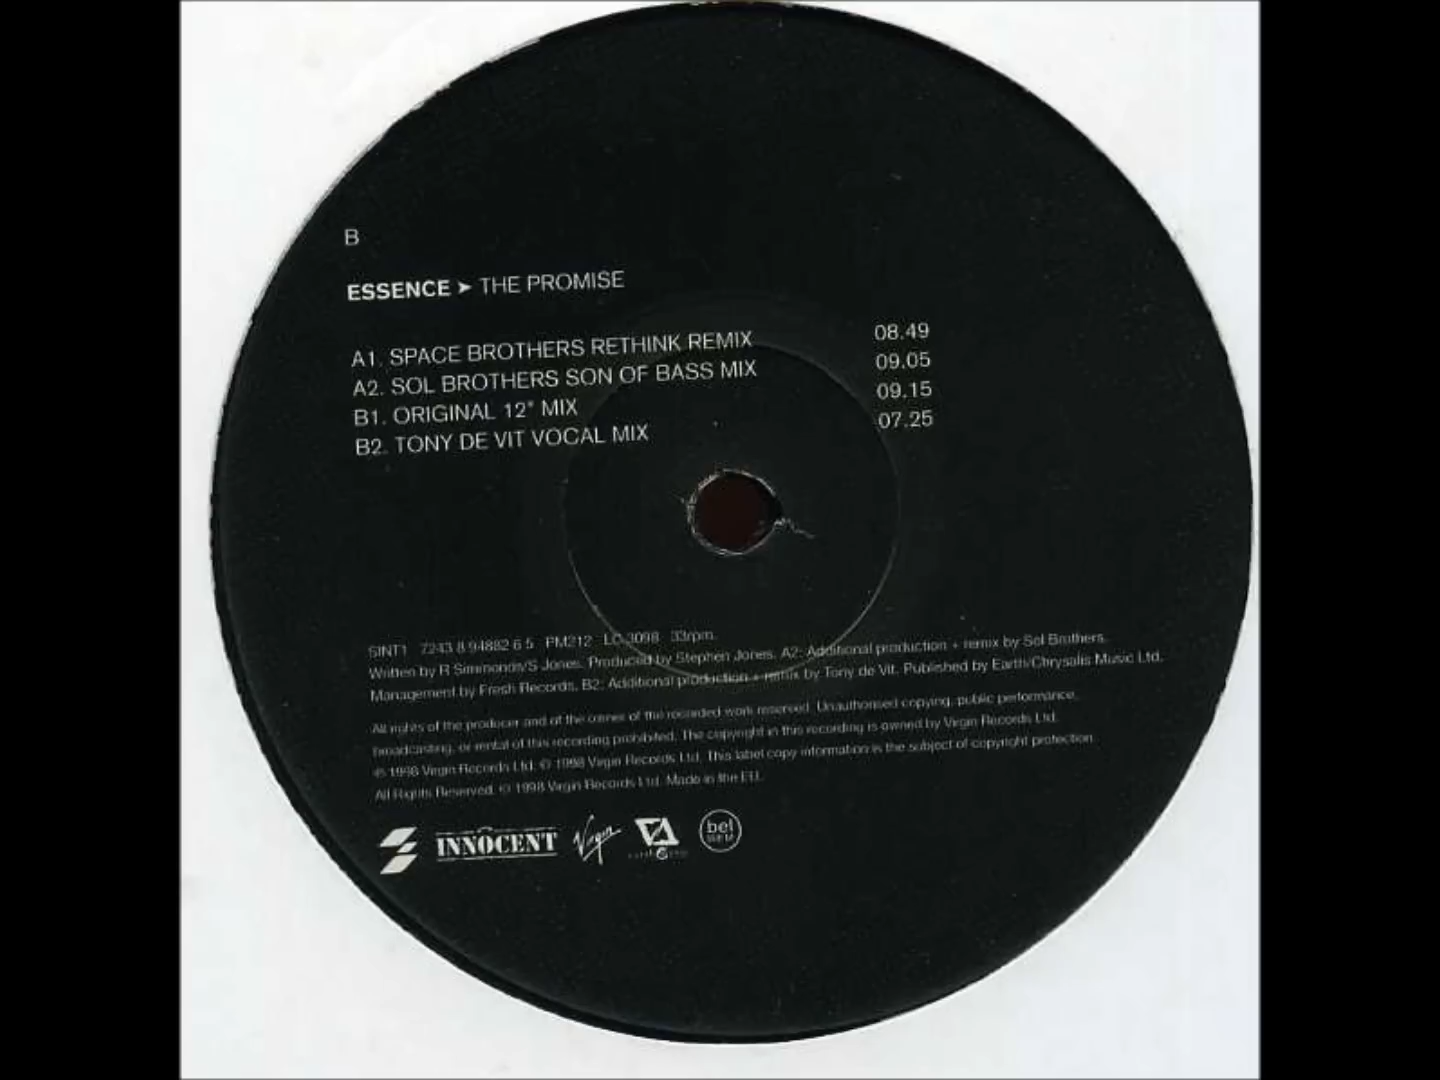 B
ESSENCE ➤ THE PROMISE
A1. SPACE BROTHERS RETHINK REMIX 08.49
A2. SOL BROTHERS SON OF BASS MIX 09.05
B1. ORIGINAL 12" MIX 09.15
B2. TONY DE VIT VOCAL MIX 07.25
SINT1 7243 8 94882 6 5 PM212 LC 3098 33rpm.
Written by R Simmonds/S Jones. Produced by Stephen Jones. A2: Additional production + remix by Sol Brothers.
Management by Fresh Records. B2: Additional production + remix by Tony de Vit. Published by Earth/Chrysalis Music Ltd.
All rights of the producer and of the owner of the recorded work reserved. Unauthorised copying, public performance,
broadcasting, or rental of this recording prohibited. The copyright in this recording is owned by Virgin Records Ltd.
℗ 1998 Virgin Records Ltd. © 1998 Virgin Records Ltd. This label copy information is the subject of copyright protection.
All Rights Reserved. © 1998 Virgin Records Ltd. Made in the EU.
INNOCENT Virgin bel